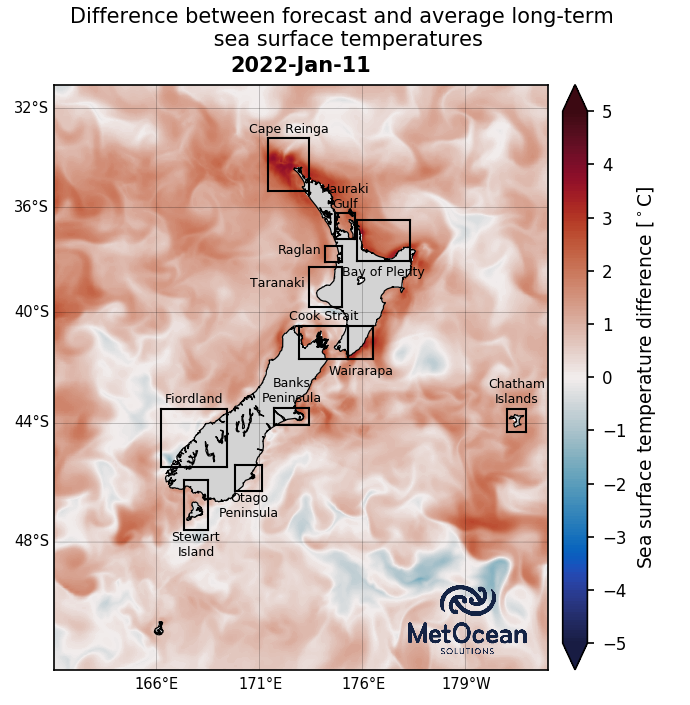 Difference between forecast and average long-term
sea surface temperatures
2022-Jan-11
32°S
36°S
40°S
44°S
48°S
Cape Reinga
Hauraki
Gulf
Raglan
Bay of Plenty
Taranaki
Cook Strait
Wairarapa
Banks
Peninsula
Fiordland
Chatham
Islands
Otago
Peninsula
Stewart
Island
MetOcean
SOLUTIONS
166°E
171°E
176°E
179°W
5
4
3
2
1
0
−1
−2
−3
−4
−5
Sea surface temperature difference [°C]